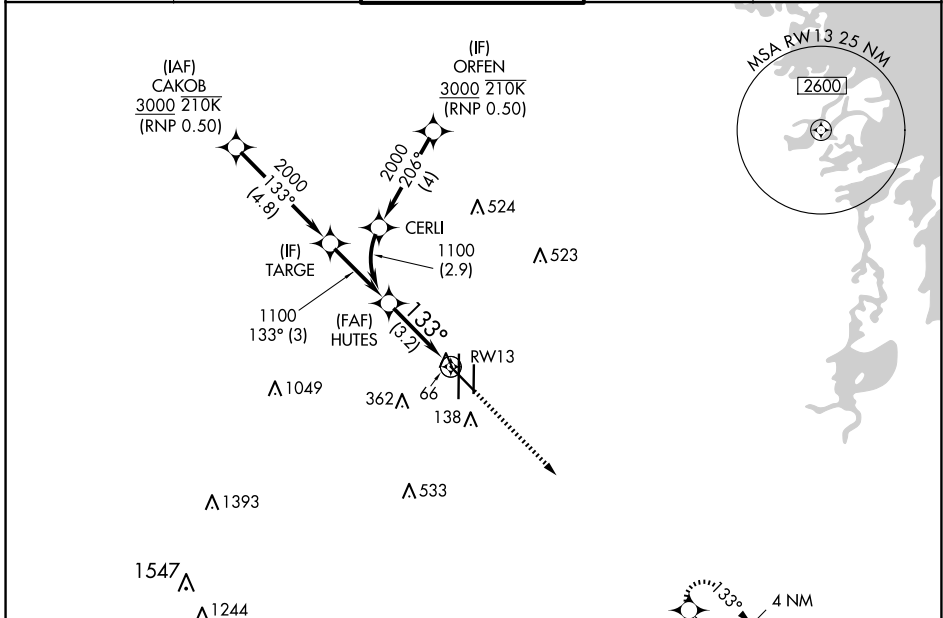 (IAF)
CAKOB
3000 210K
(RNP 0.50)
(IF)
ORFEN
3000 210K
(RNP 0.50)
MSA RW13 25 NM
2600
2000
133°
(4.8)
2000
206°
(4)
524
CERLI
523
(IF)
TARGE
1100
(2.9)
1100
133° (3)
(FAF)
HUTES
133°
(3.2)
RW13
1049
362
66
138
1393
533
1547
1244
133°
4 NM